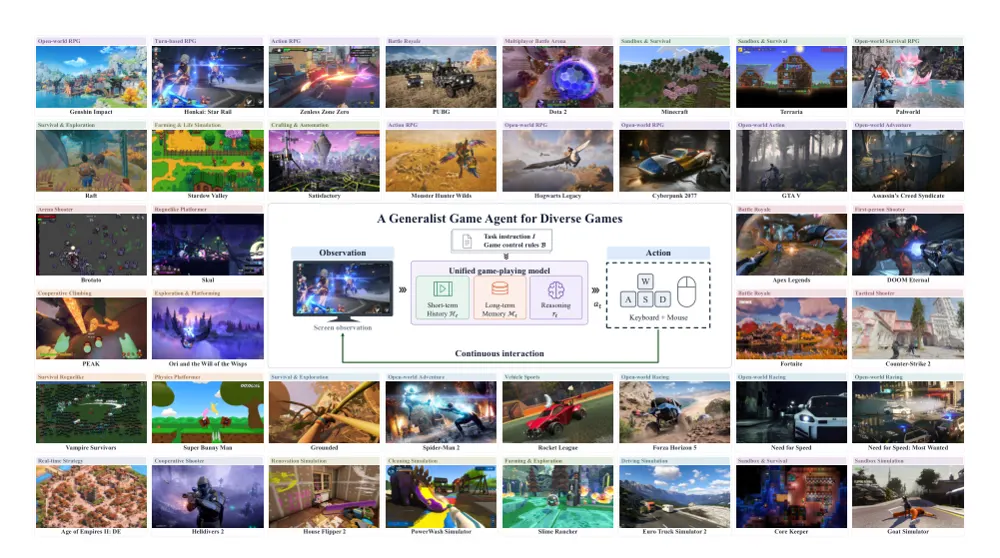 Open-world RPG
Turn-based RPG
Action RPG
Battle Royale
Multiplayer Battle Arena
Sandbox & Survival
Sandbox & Survival
Open-world Survival RPG
Genshin Impact
Honkai: Star Rail
Zenless Zone Zero
PUBG
Dota 2
Minecraft
Terraria
Palworld
Survival & Exploration
Farming & Life Simulation
Crafting & Automation
Action RPG
Open-world RPG
Open-world RPG
Open-world Action
Open-world Adventure
Raft
Stardew Valley
Satisfactory
Monster Hunter Wilds
Hogwarts Legacy
Cyberpunk 2077
GTA V
Assassin's Creed Syndicate
Arena Shooter
Roguelike Platformer
Brotato
Skul
A Generalist Game Agent for Diverse Games
Task instruction I
Game control rules B
Observation
Screen observation
Unified game-playing model
Short-term
History ℋt
Long-term
Memory ℳt
Reasoning
rt
at
Action
W
A S D
Keyboard + Mouse
Continuous interaction
Battle Royale
First-person Shooter
Apex Legends
DOOM Eternal
Cooperative Climbing
Exploration & Platforming
PEAK
Ori and the Will of the Wisps
Battle Royale
Tactical Shooter
Fortnite
Counter-Strike 2
Survival Roguelike
Physics Platformer
Survival & Exploration
Open-world Adventure
Vehicle Sports
Open-world Racing
Open-world Racing
Open-world Racing
Vampire Survivors
Super Bunny Man
Grounded
Spider-Man 2
Rocket League
Forza Horizon 5
Need for Speed
Need for Speed: Most Wanted
Real-time Strategy
Cooperative Shooter
Renovation Simulation
Cleaning Simulation
Farming & Exploration
Driving Simulation
Sandbox & Survival
Sandbox Simulation
Age of Empires II: DE
Helldivers 2
House Flipper 2
PowerWash Simulator
Slime Rancher
Euro Truck Simulator 2
Core Keeper
Goat Simulator